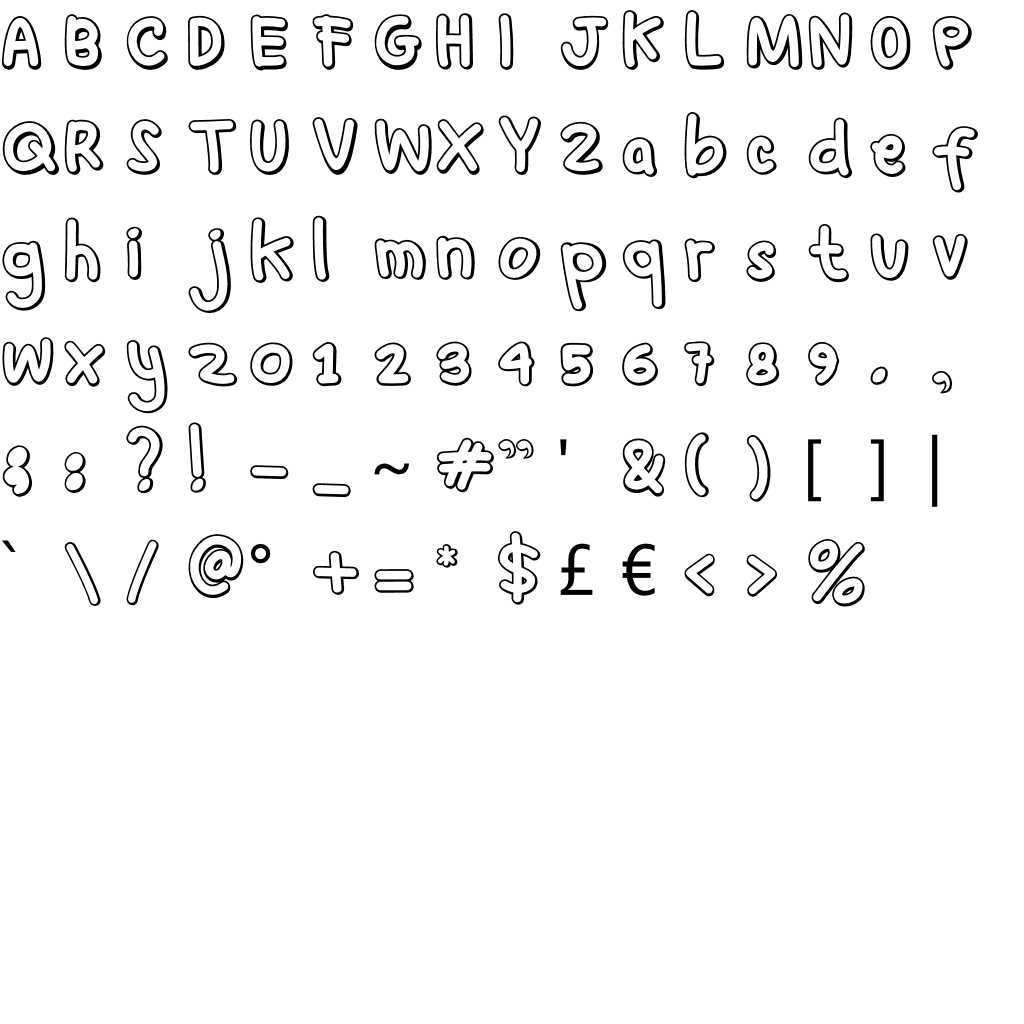 A B C D E F G H I J K L M N O P
Q R S T U V W X Y Z a b c d e f
g h i j k l m n o p q r s t u v
w x y z 0 1 2 3 4 5 6 7 8 9 . ,
; : ? ! - _ ~ # " ' & ( ) [ ] |
` \ / @ ° + = * $ £ € < > %